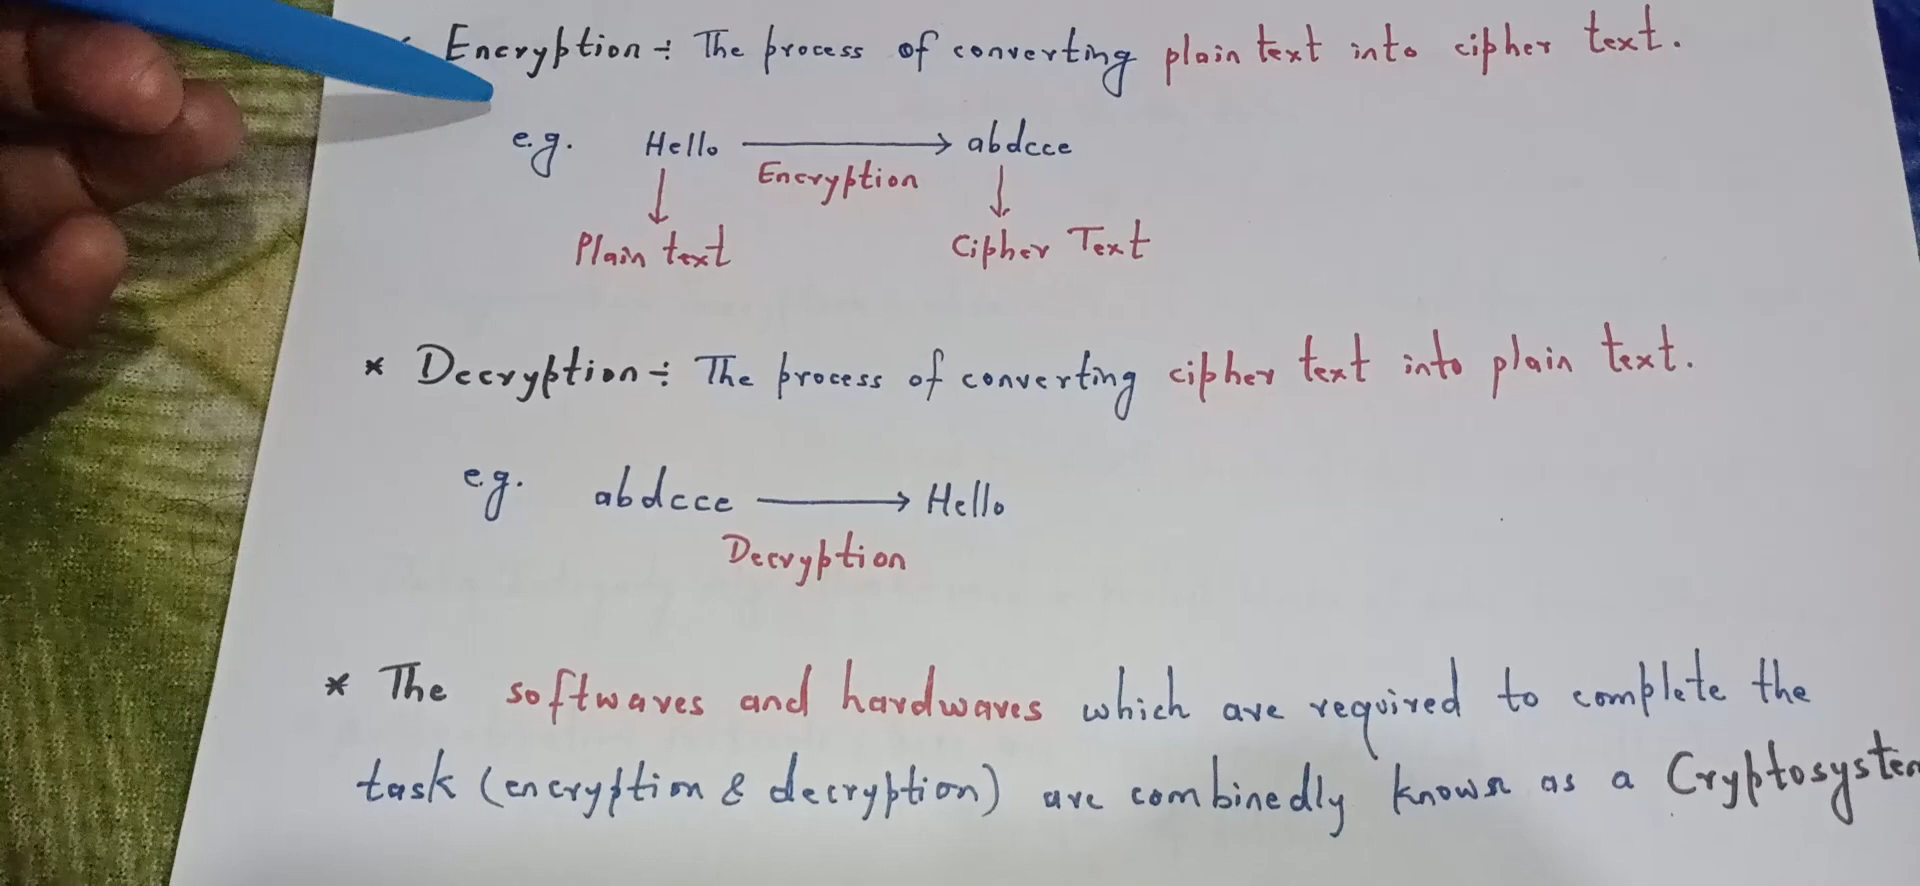 Encryption ÷ The process of converting plain text into cipher text.
e.g. Hello → abdcce
Encryption
↓ ↓
Plain text Cipher Text
* Decryption ÷ The process of converting cipher text into plain text.
e.g. abdcce → Hello
Decryption
* The softwares and hardwares which are required to complete the
task (encryption & decryption) are combinedly known as a Cryptosystem